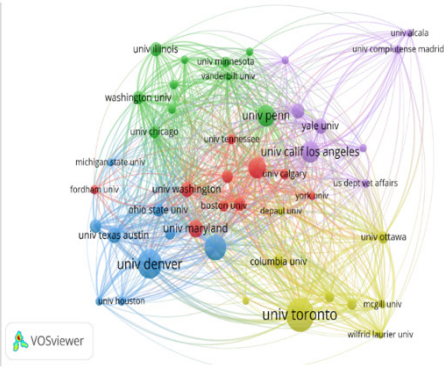 univ alcala
univ complutense madrid
univ illinois
univ minnesota
vanderbilt univ
washington univ
univ penn
yale univ
univ chicago
univ tennessee
univ calif los angeles
michigan state univ
univ calgary
us dept vet affairs
fordham univ
univ washington
york univ
boston univ
depaul univ
ohio state univ
univ maryland
univ texas austin
univ ottawa
univ denver
columbia univ
univ houston
mcgill univ
univ toronto
wilfrid laurier univ
VOSviewer